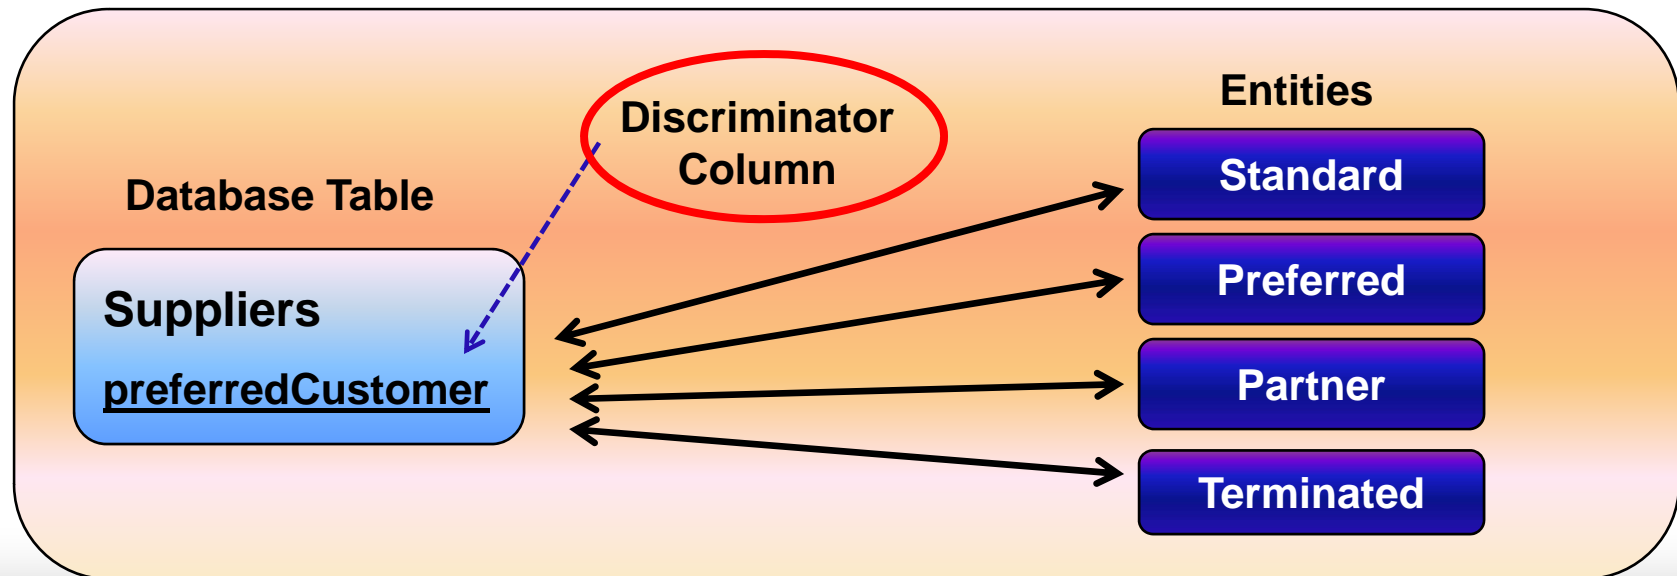 Discriminator
Column
Database Table
Suppliers
preferredCustomer
Entities
Standard
Preferred
Partner
Terminated